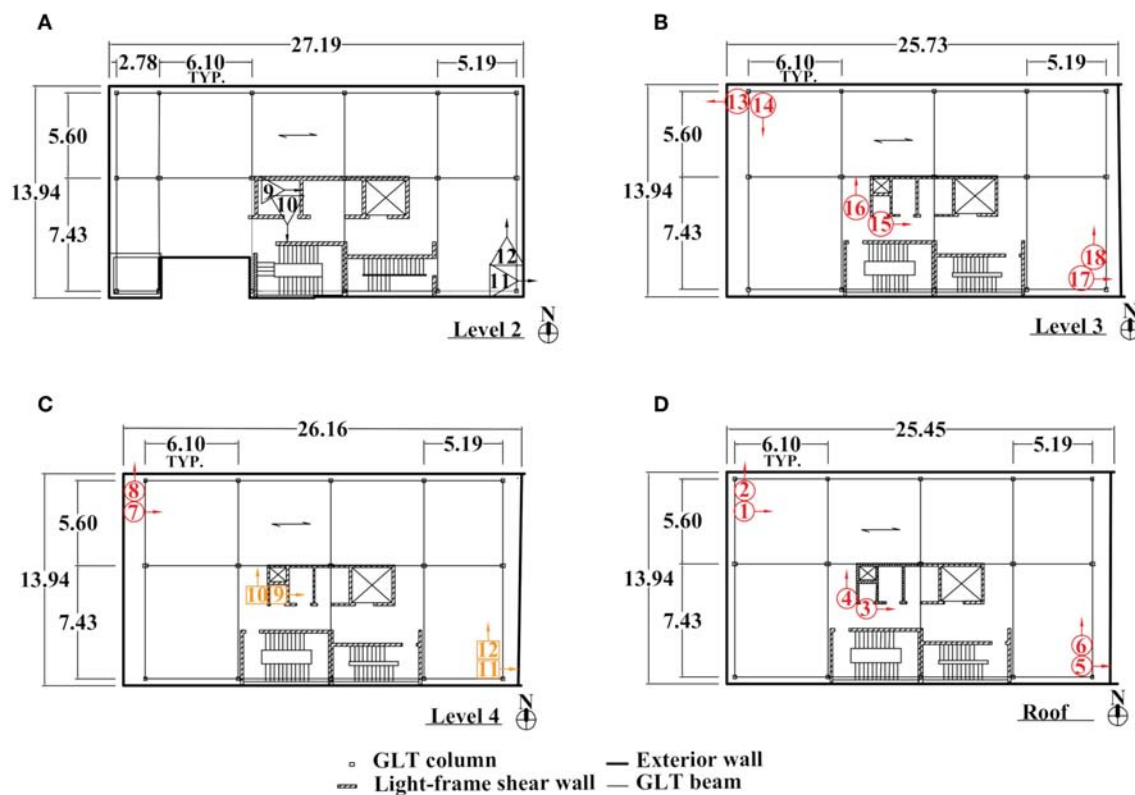 A
27.19
2.78 6.10 5.19
TYP.
5.60
13.94
7.43
9
10
12
11
Level 2
N
B
25.73
6.10 5.19
TYP.
13 14
5.60
13.94
7.43
16
15
18
17
Level 3
N
C
26.16
6.10 5.19
TYP.
8
7
5.60
13.94
7.43
10 9
12
11
Level 4
N
D
25.45
6.10 5.19
TYP.
2
1
5.60
13.94
7.43
4
3
6
5
Roof
N
GLT column
Exterior wall
Light-frame shear wall
GLT beam